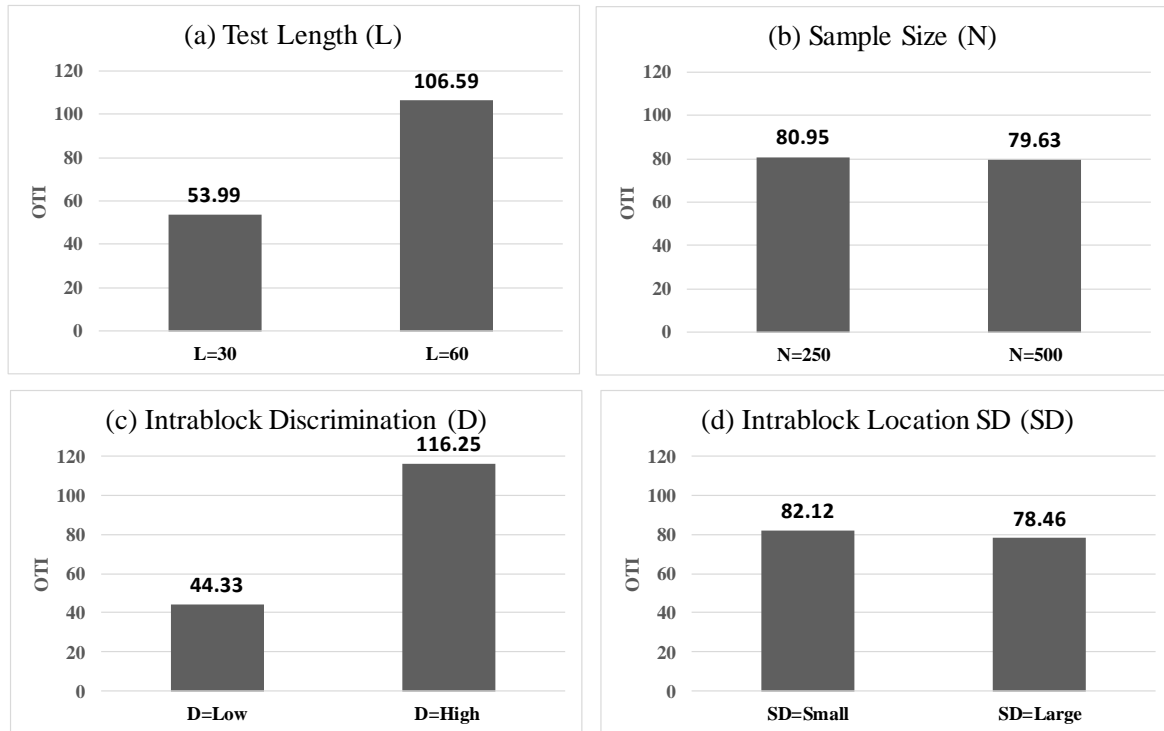 (a) Test Length (L)
120
100
80
60
40
20
0
OTI
53.99
106.59
L=30
L=60
(b) Sample Size (N)
120
100
80
60
40
20
0
OTI
80.95
79.63
N=250
N=500
(c) Intrablock Discrimination (D)
120
100
80
60
40
20
0
OTI
44.33
116.25
D=Low
D=High
(d) Intrablock Location SD (SD)
120
100
80
60
40
20
0
OTI
82.12
78.46
SD=Small
SD=Large